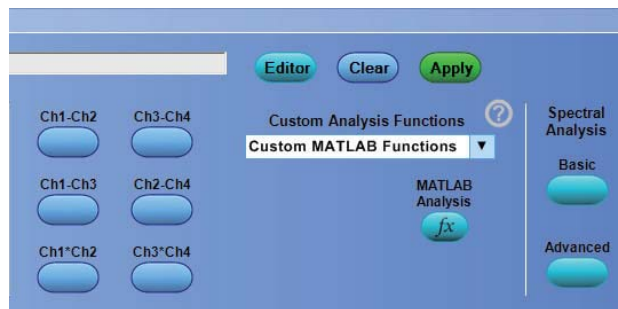 Editor Clear Apply
Ch1-Ch2 Ch3-Ch4
Custom Analysis Functions ?
Custom MATLAB Functions ▼
Spectral
Analysis
Basic
Ch1-Ch3 Ch2-Ch4
MATLAB
Analysis
fx
Ch1*Ch2 Ch3*Ch4
Advanced